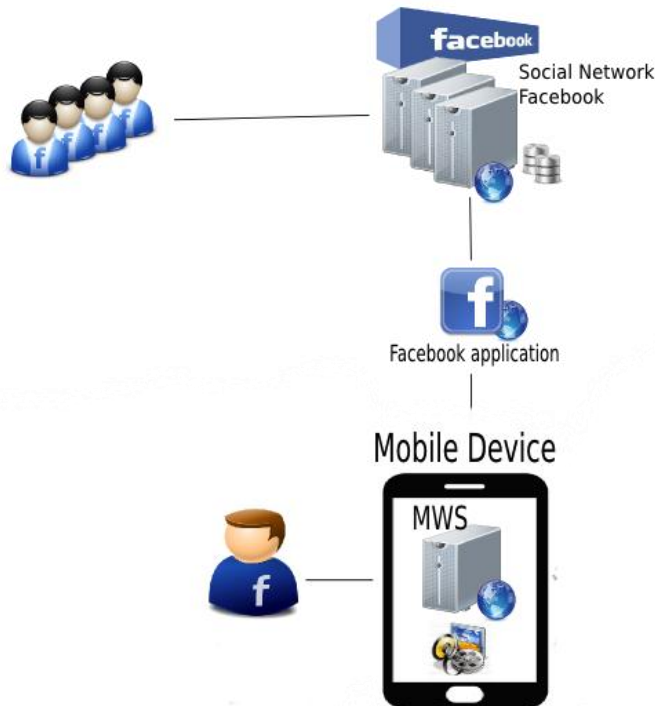 facebook
Social Network
Facebook
f f f f
f
Facebook application
Mobile Device
MWS
f